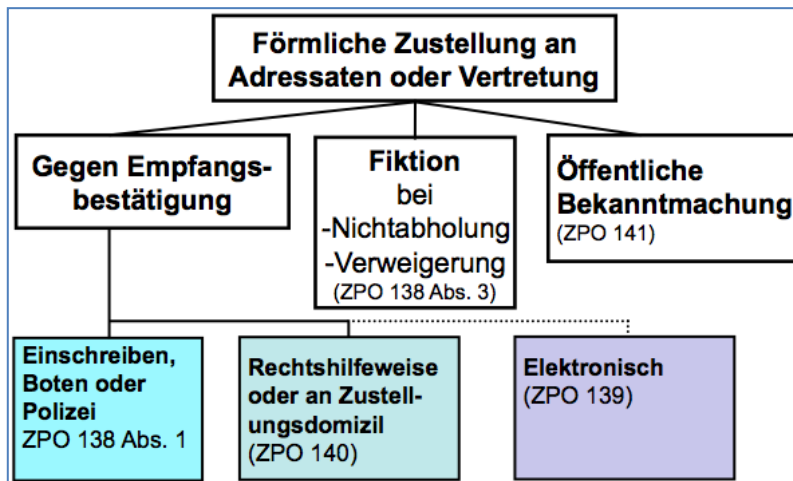 Förmliche Zustellung an
Adressaten oder Vertretung
Gegen Empfangs-
bestätigung
Fiktion
bei
-Nichtabholung
-Verweigerung
(ZPO 138 Abs. 3)
Öffentliche
Bekanntmachung
(ZPO 141)
Einschreiben,
Boten oder
Polizei
ZPO 138 Abs. 1
Rechtshilfeweise
oder an Zustell-
ungsdomizil
(ZPO 140)
Elektronisch
(ZPO 139)